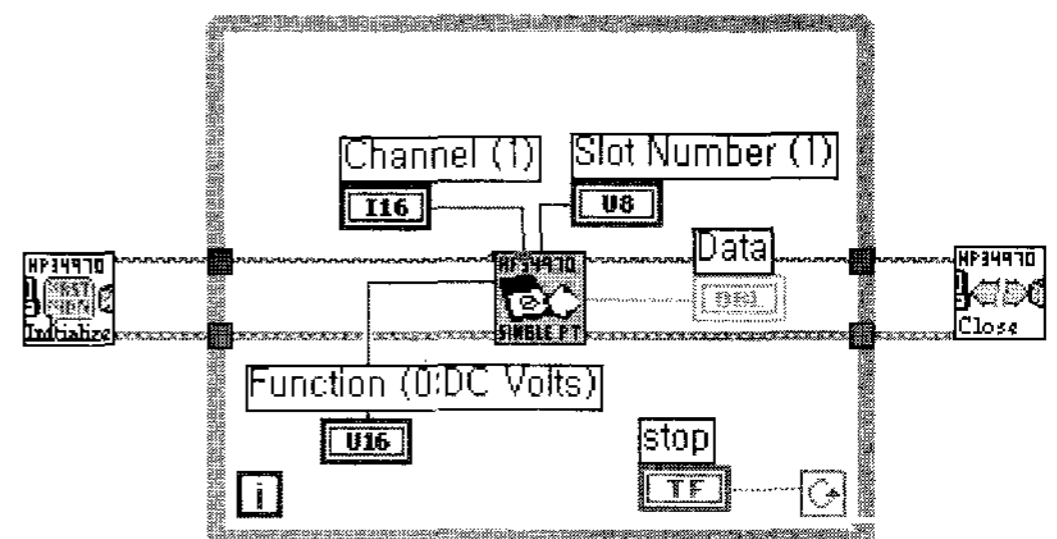 Channel (1)
Slot Number (1)
I16
U8
HP34970
Initialize
HP34970
SINGLE PT
Data
DBL
HP34970
Close
Function (0:DC Volts)
U16
stop
TF
i